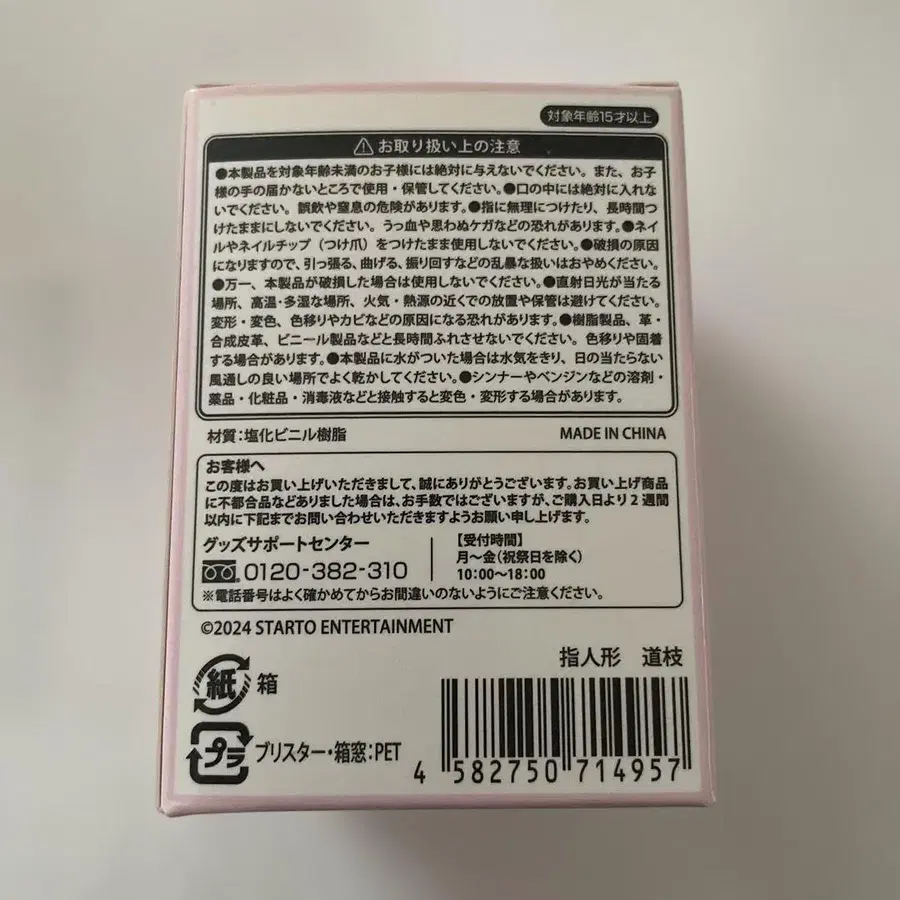 対象年齢15才以上
⚠お取り扱い上の注意
●本製品を対象年齢未満のお子様には絶対に与えないでください。また、お子
様の手の届かないところで使用・保管してください。●口の中には絶対に入れな
いでください。誤飲や窒息の危険があります。●指に無理につけたり、長時間つ
けたままにしないでください。うっ血や思わぬケガなどの恐れがあります。●ネイ
ルやネイルチップ（つけ爪）をつけたまま使用しないでください。●破損の原因
になりますので、引っ張る、曲げる、振り回すなどの乱暴な扱いはおやめください。
●万一、本製品が破損した場合は使用しないでください。●直射日光が当たる
場所、高温・多湿な場所、火気・熱源の近くでの放置や保管は避けてください。
変形・変色、色移りやカビなどの原因になる恐れがあります。●樹脂製品、革・
合成皮革、ビニール製品などと長時間ふれさせないでください。色移りや固着
する場合があります。●本製品に水がついた場合は水気をきり、日の当たらない
風通しの良い場所でよく乾かしてください。●シンナーやベンジンなどの溶剤・
薬品・化粧品・消毒液などと接触すると変色・変形する場合があります。
材質：塩化ビニル樹脂 MADE IN CHINA
お客様へ
この度はお買い上げいただきまして、誠にありがとうございます。お買い上げ商品
に不都合品などありました場合は、お手数ではございますが、ご購入日より2週間
以内に下記までお問い合わせいただきますようお願い申し上げます。
グッズサポートセンター
0120-382-310
【受付時間】
月～金（祝祭日を除く）
10:00～18:00
※電話番号はよく確かめてからお間違いのないようにご注意ください。
©2024 STARTO ENTERTAINMENT
指人形 道枝
紙 箱
プラ ブリスター・箱窓：PET
4 582750 714957